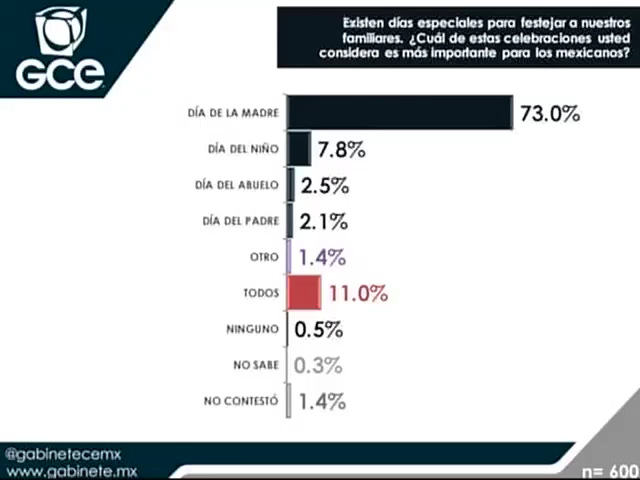 GCE
Existen días especiales para festejar a nuestros
familiares. ¿Cuál de estas celebraciones usted
considera es más importante para los mexicanos?
DÍA DE LA MADRE 73.0%
DÍA DEL NIÑO 7.8%
DÍA DEL ABUELO 2.5%
DÍA DEL PADRE 2.1%
OTRO 1.4%
TODOS 11.0%
NINGUNO 0.5%
NO SABE 0.3%
NO CONTESTÓ 1.4%
@gabinetecemx
www.gabinete.mx
n= 600